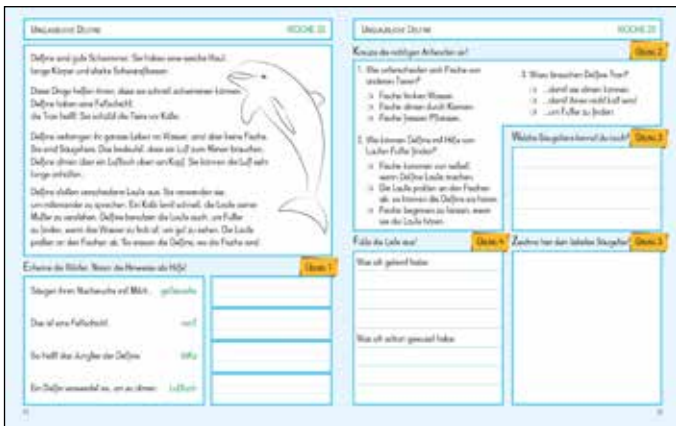 Unglaubliche Delfine
WOCHE 20
Delfine sind gute Schwimmer. Sie haben eine weiche Haut,
lange Körper und starke Schwanzflossen.
Diese Dinge helfen ihnen, dass sie schnell schwimmen können.
Delfine haben eine Fettschicht,
die Tran heißt. Sie schützt die Tiere vor Kälte.
Delfine verbringen ihr ganzes Leben im Wasser, sind aber keine Fische.
Sie sind Säugetiere. Das bedeutet, dass sie Luft zum Atmen brauchen.
Delfine atmen über ein Luftloch oben am Kopf. Sie können die Luft sehr
lange anhalten.
Delfine stoßen verschiedene Laute aus. Sie verwenden sie,
um miteinander zu sprechen. Ein Kalb lernt schnell, die Laute seiner
Mutter zu verstehen. Delfine benutzen die Laute auch, um Futter
zu finden, wenn das Wasser zu trüb ist, um gut zu sehen. Die Laute
prallen an den Fischen ab. So wissen die Delfine, wo die Fische sind.
Erkenne die Wörter. Nimm die Hinweise als Hilfe!
Übung 1
Säugen ihren Nachwuchs mit Milch.
Das ist eine Fettschicht.
So heißt das Jungtier der Delfine.
Ein Delfin verwendet es, um zu atmen.
Unglaubliche Delfine
WOCHE 20
Kreuze die richtigen Antworten an!
Übung 2
1. Wie unterscheiden sich Fische von
anderen Tieren?
Fische trinken Wasser.
Fische atmen durch Kiemen.
Fische fressen Pflanzen.
2. Wie können Delfine mit Hilfe von
Lauten Futter finden?
Fische kommen von selbst,
wenn Delfine Laute machen.
Die Laute prallen an den Fischen
ab, so können die Delfine sie hören.
Fische beginnen zu tanzen, wenn
sie die Laute hören.
3. Wozu brauchen Delfine Tran?
...damit sie atmen können.
...damit ihnen nicht kalt wird.
...um Futter zu finden.
Welche Säugetiere kennst du noch?
Übung 3
Fülle die Liste aus!
Übung 4
Was ich gelernt habe:
Was ich schon gewusst habe:
Zeichne hier dein liebstes Säugetier!
Übung 5